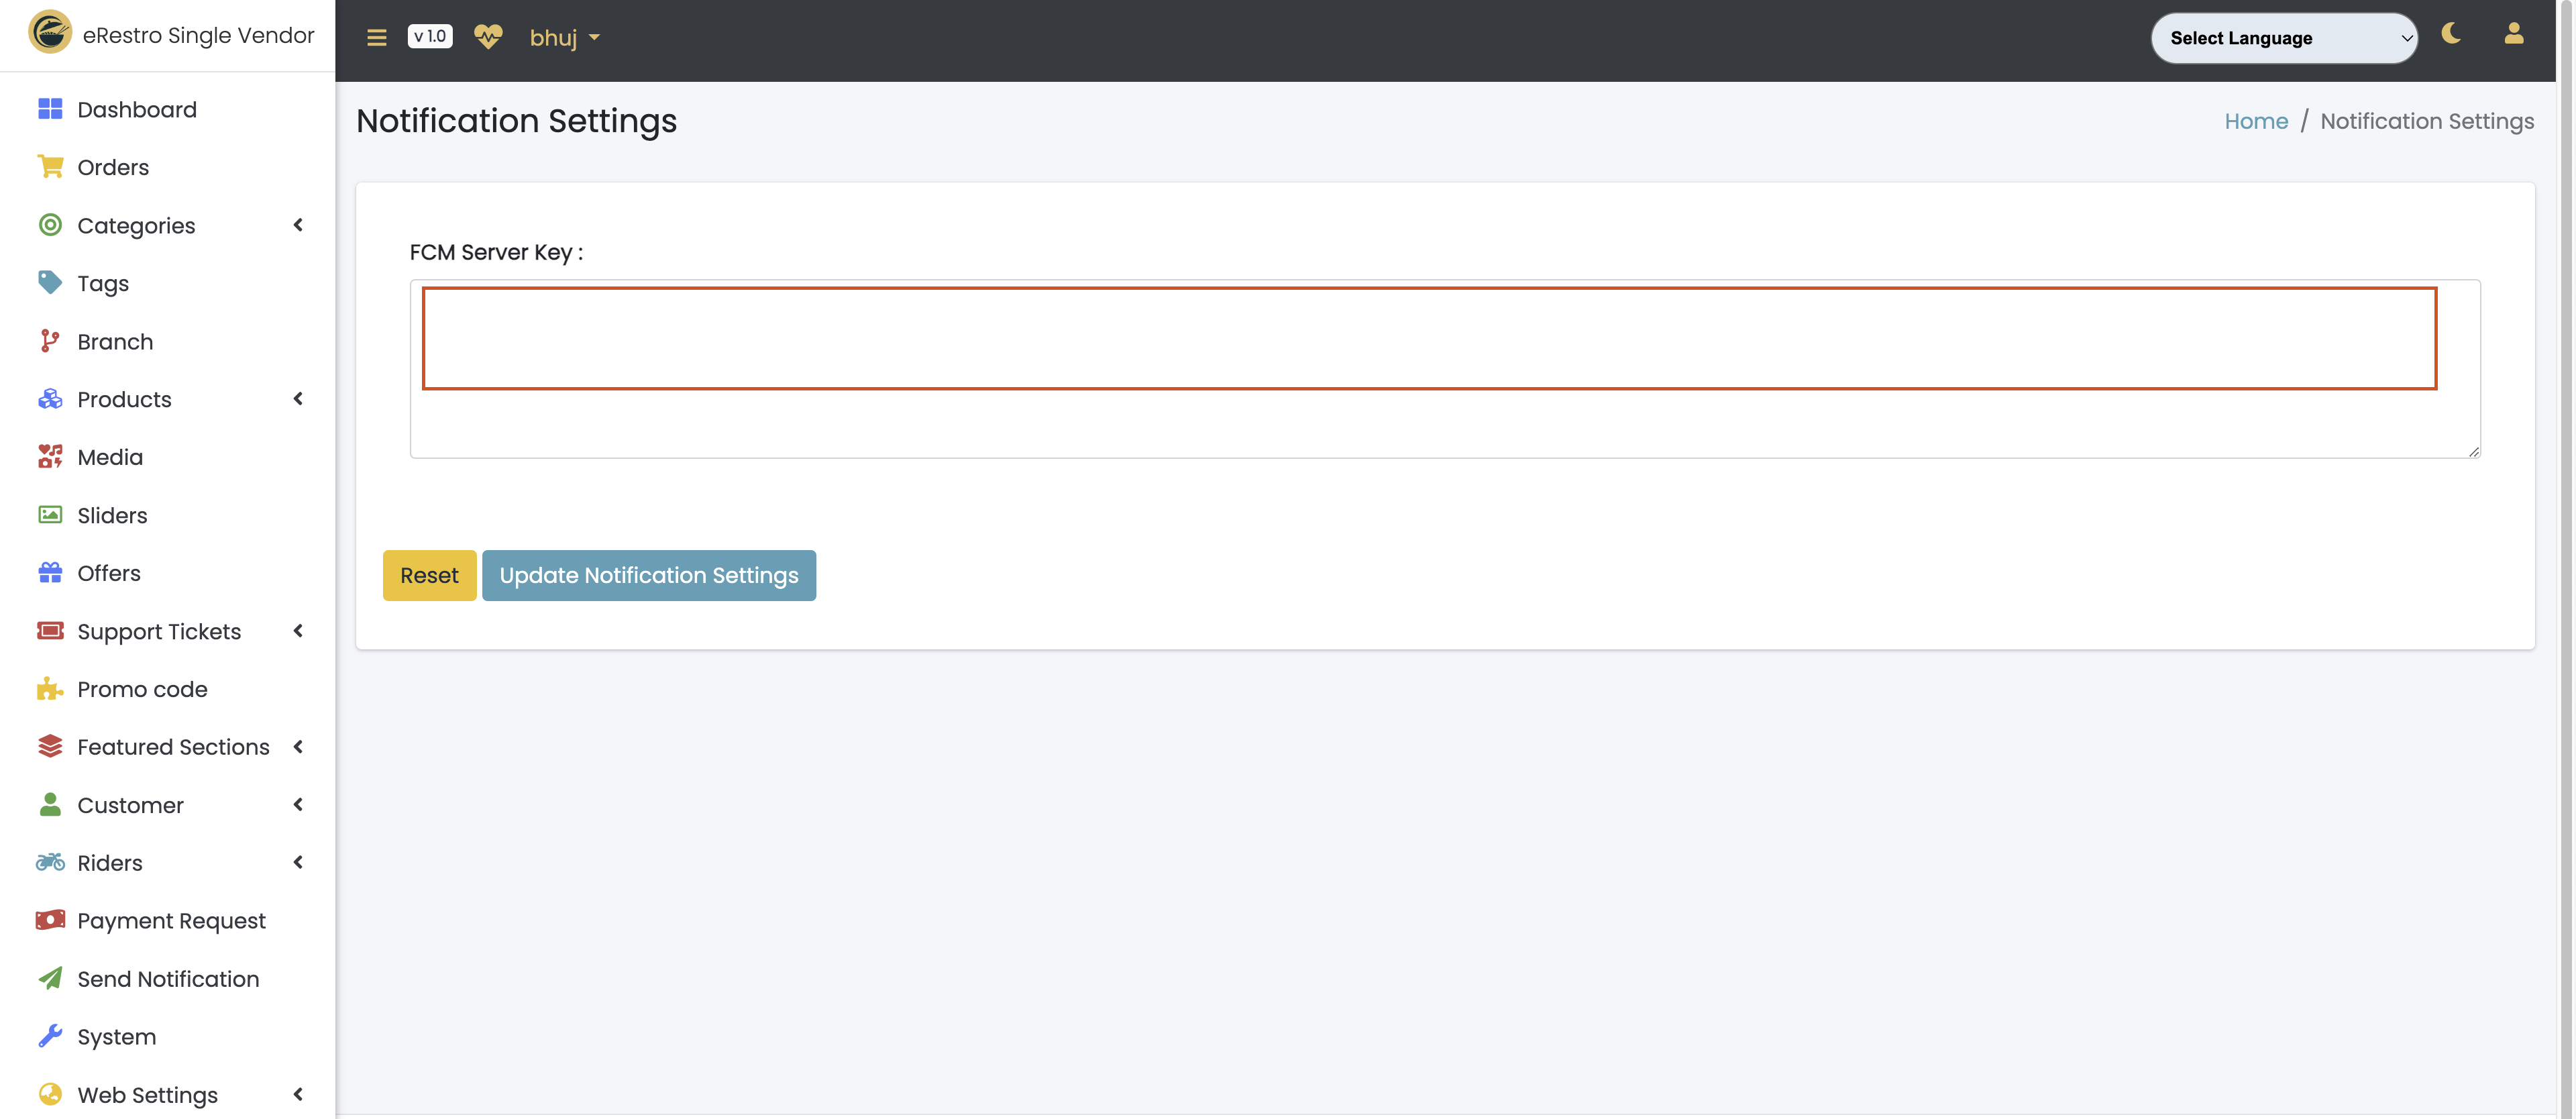 eRestro Single Vendor
v 1.0
bhuj
Select Language
Dashboard
Orders
Categories
Tags
Branch
Products
Media
Sliders
Offers
Support Tickets
Promo code
Featured Sections
Customer
Riders
Payment Request
Send Notification
System
Web Settings
Notification Settings
Home / Notification Settings
FCM Server Key :
Reset
Update Notification Settings